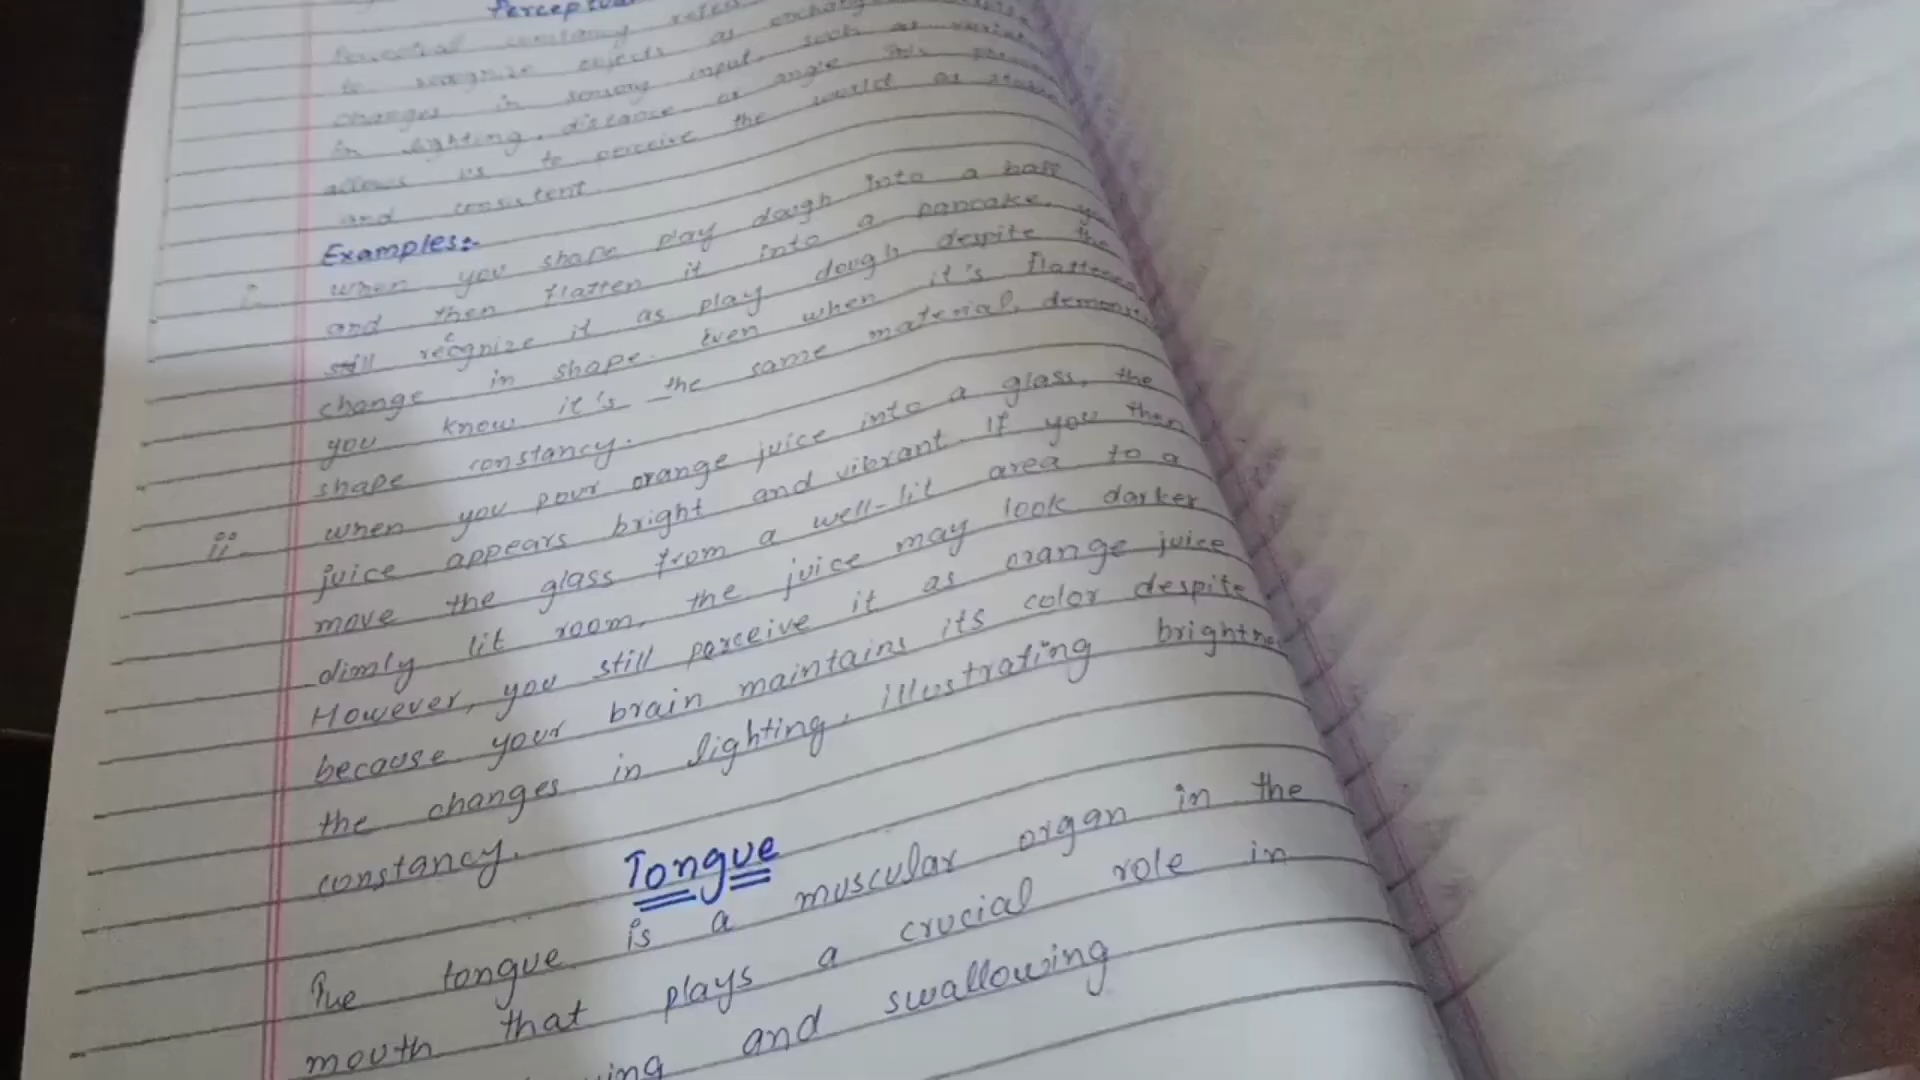 Perceptual
Perceptual constancy refers
to recognize objects as
changes in sensory input, such as
in lighting, distance or angle. This
allows us to perceive the world as
and consistent.
Examples:-
i. when you shape play dough into a ball
and then flatten it into a pancake,
still recognize it as play dough despite the
change in shape. Even when it's
you know it's the same material,
shape constancy.
ii. when you pour orange juice into a glass, the
juice appears bright and vibrant. If you then
move the glass from a well-lit area to a
dimly lit room, the juice may look darker.
However, you still perceive it as orange juice
because your brain maintains its color despite
the changes in lighting, illustrating
constancy.
Tongue
The tongue is a muscular organ in the
mouth that plays a crucial role in
and swallowing